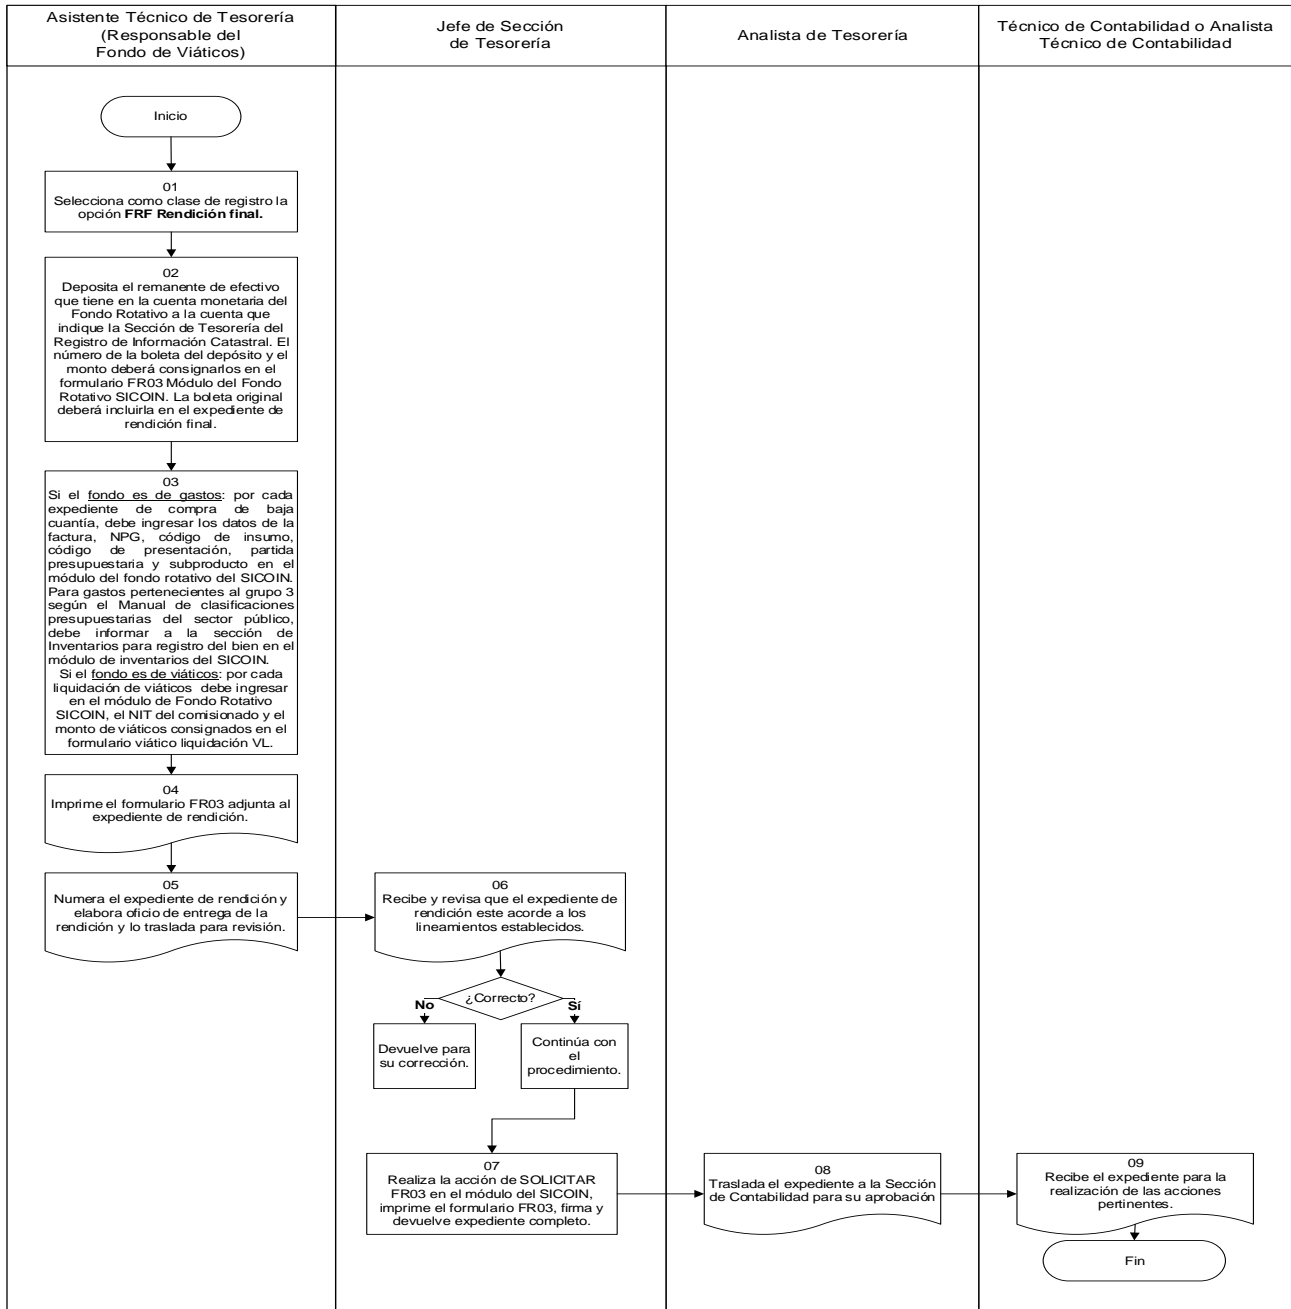 Asistente Técnico de Tesorería
(Responsable del
Fondo de Viáticos)
Jefe de Sección
de Tesorería
Analista de Tesorería
Técnico de Contabilidad o Analista
Técnico de Contabilidad
Inicio
01
Selecciona como clase de registro la
opción FRF Rendición final.
02
Deposita el remanente de efectivo
que tiene en la cuenta monetaria del
Fondo Rotativo a la cuenta que
indique la Sección de Tesorería del
Registro de Información Catastral. El
número de la boleta del depósito y el
monto deberá consignarlos en el
formulario FR03 Módulo del Fondo
Rotativo SICOIN. La boleta original
deberá incluirla en el expediente de
rendición final.
03
Si el fondo es de gastos: por cada
expediente de compra de baja
cuantía, debe ingresar los datos de la
factura, NPG, código de insumo,
código de presentación, partida
presupuestaria y subproducto en el
módulo del fondo rotativo del SICOIN.
Para gastos pertenecientes al grupo 3
según el Manual de clasificaciones
presupuestarias del sector público,
debe informar a la sección de
Inventarios para registro del bien en el
módulo de inventarios del SICOIN.
Si el fondo es de viáticos: por cada
liquidación de viáticos debe ingresar
en el módulo de Fondo Rotativo
SICOIN, el NIT del comisionado y el
monto de viáticos consignados en el
formulario viático liquidación VL.
04
Imprime el formulario FR03 adjunta al
expediente de rendición.
05
Numera el expediente de rendición y
elabora oficio de entrega de la
rendición y lo traslada para revisión.
06
Recibe y revisa que el expediente de
rendición este acorde a los
lineamientos establecidos.
¿Correcto?
No
Sí
Devuelve para
su corrección.
Continúa con
el
procedimiento.
07
Realiza la acción de SOLICITAR
FR03 en el módulo del SICOIN,
imprime el formulario FR03, firma y
devuelve expediente completo.
08
Traslada el expediente a la Sección
de Contabilidad para su aprobación
09
Recibe el expediente para la
realización de las acciones
pertinentes.
Fin